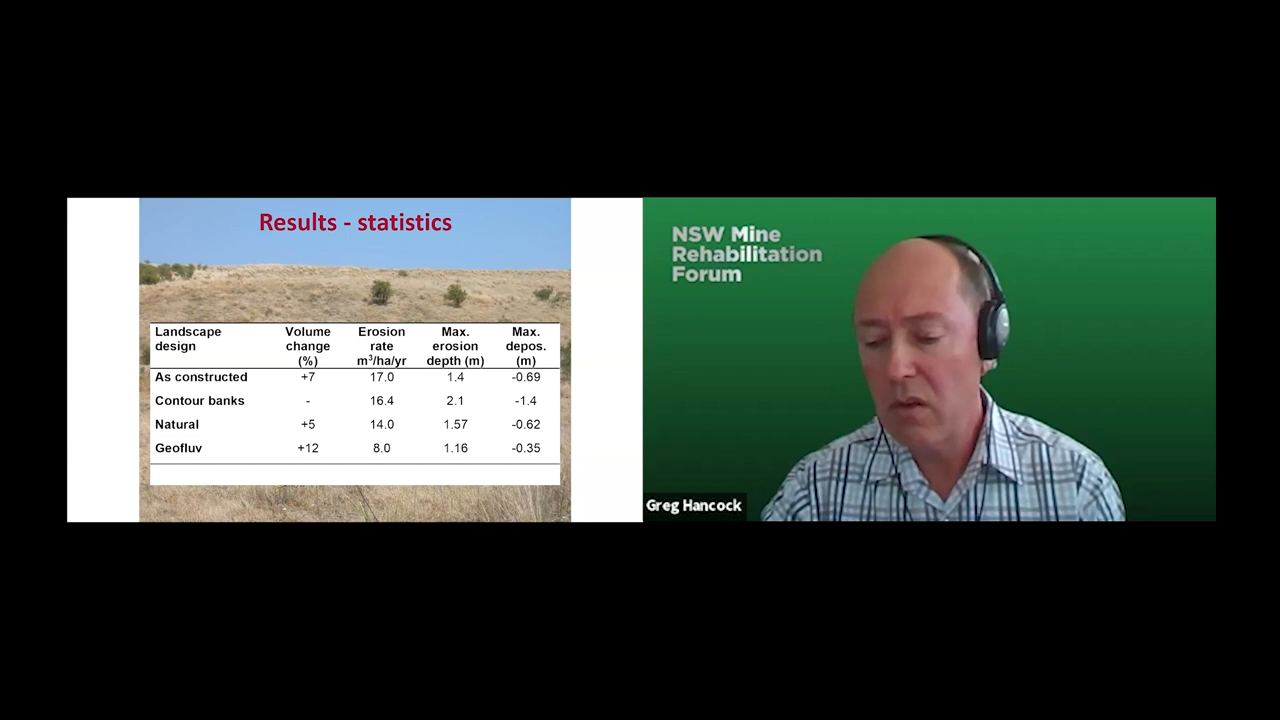 Results - statistics
Landscape design Volume change (%) Erosion rate m³/ha/yr Max. erosion depth (m) Max. depos. (m)
As constructed +7 17.0 1.4 -0.69
Contour banks - 16.4 2.1 -1.4
Natural +5 14.0 1.57 -0.62
Geofluv +12 8.0 1.16 -0.35
NSW Mine
Rehabilitation
Forum
Greg Hancock